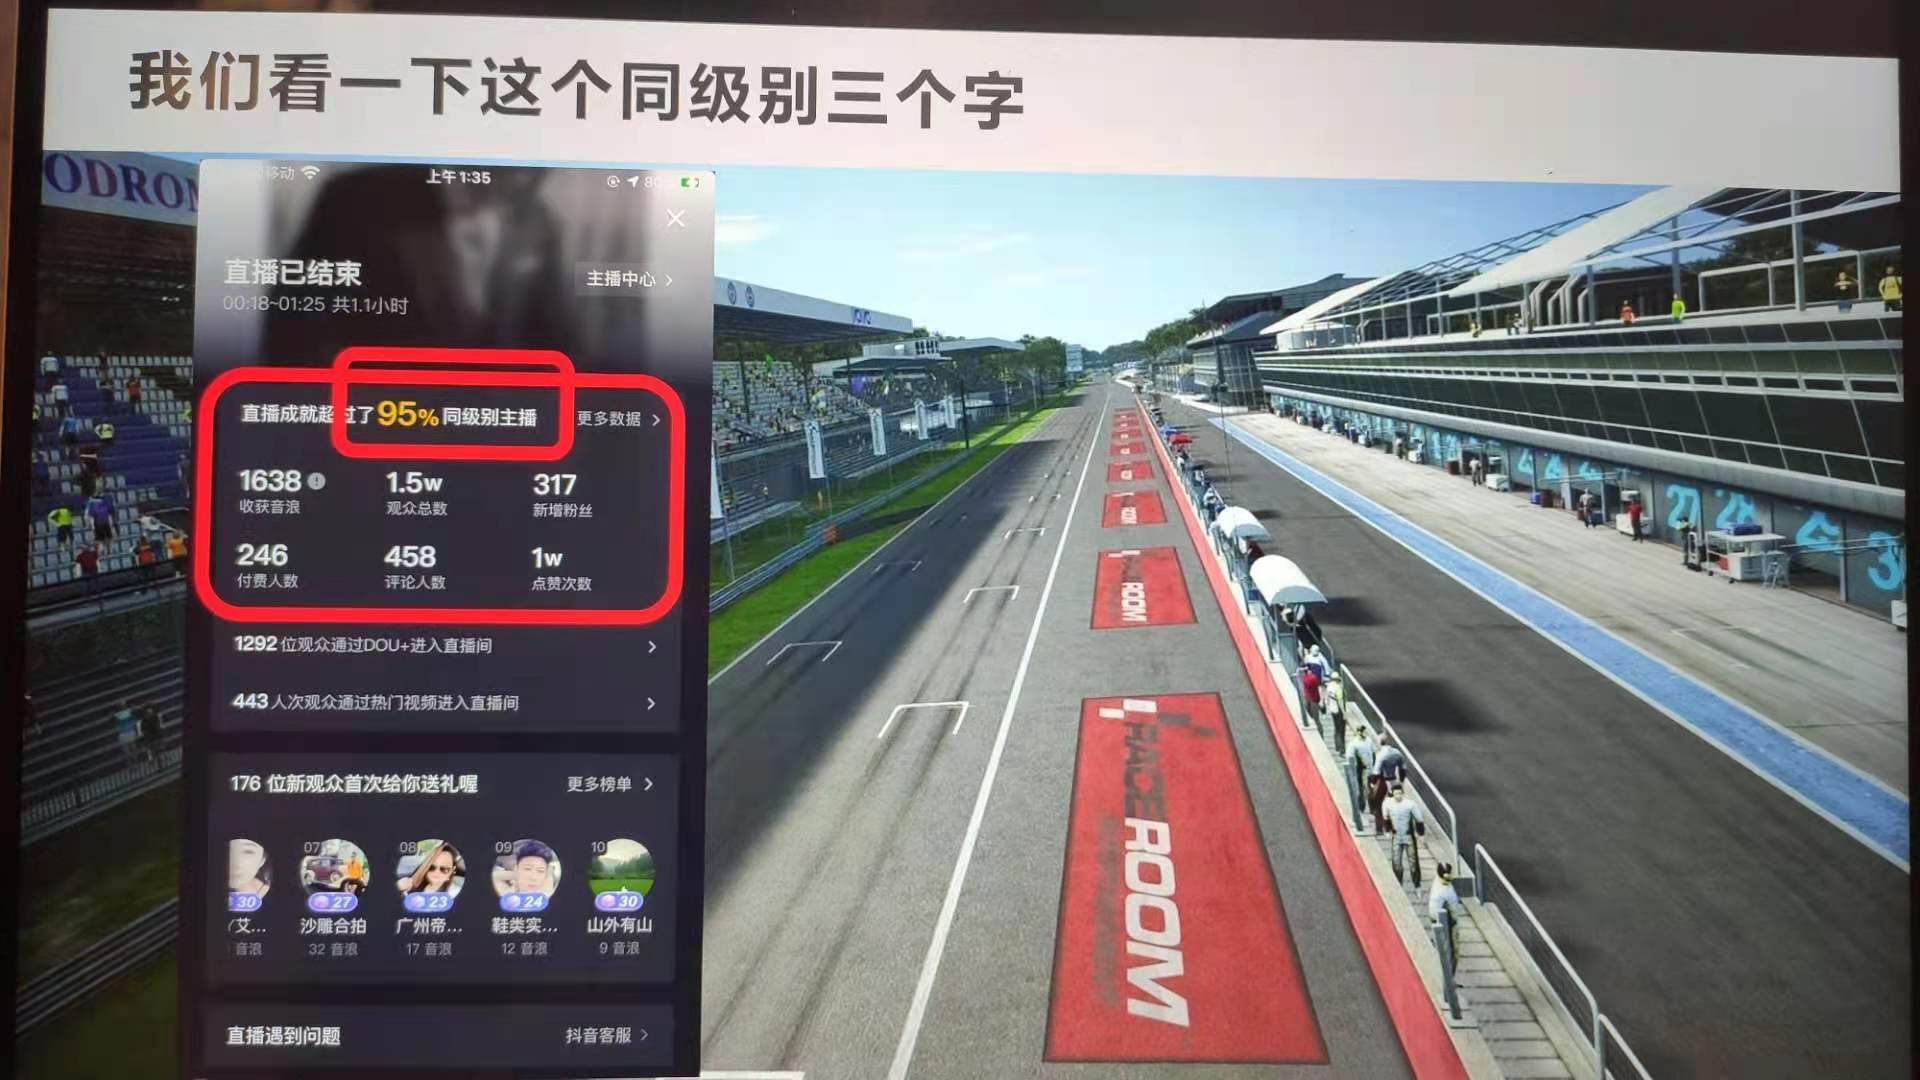 我们看一下这个同级别三个字
移动
上午1:35
直播已结束
主播中心
00:18~01:25 共1.1小时
直播成就超过了95%同级别主播
更多数据
1638
1.5w
317
收获音浪
观众总数
新增粉丝
246
458
1w
付费人数
评论人数
点赞次数
1292 位观众通过DOU+进入直播间
443 人次观众通过热门视频进入直播间
176 位新观众首次给你送礼喔
更多榜单
07
08
09
10
30
27
23
24
30
艾...
沙雕合拍
广州帝...
鞋类实...
山外有山
音浪
32 音浪
17 音浪
12 音浪
9 音浪
直播遇到问题
抖音客服
ODROM
ROOM
RACEROOM
27